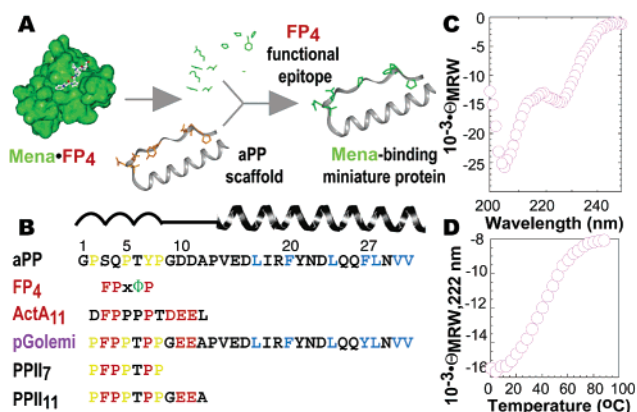 A
Mena•FP4
FP4
functional
epitope
aPP
scaffold
Mena-binding
miniature protein
B
1 5 10 20 27
aPP GPSQPTYPGDDAPVEDLIRFYNDLQQFLNVV
FP4 FPxΦP
ActA11 DFPPPPTDEEL
pGolemi PFPPTPPGEEAPVEDLIRFYNDLQQYLNVV
PPII7 PFPPTPP
PPII11 PFPPTPPGEEA
C
10-3•ΘMRW
0
-5
-10
-15
-20
-25
200 220 240
Wavelength (nm)
D
10-3•ΘMRW,222 nm
-8
-10
-12
-14
-16
0 20 40 60 80 100
Temperature (oC)